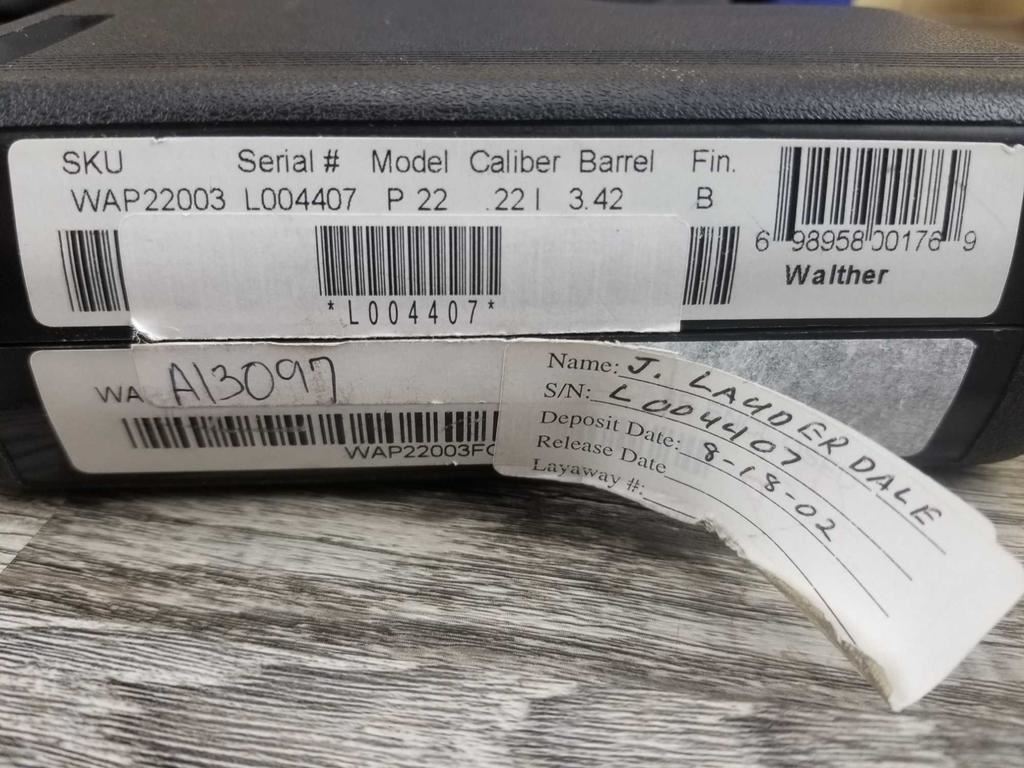 SKU Serial # Model Caliber Barrel Fin.
WAP22003 L004407 P 22 .22 l 3.42 B
6 98958 00176 9
Walther
*L004407*
WA A13097
WAP22003FC
Name: J. LAUDERDALE
S/N: L004407
Deposit Date: 8-18-02
Release Date
Layaway #: